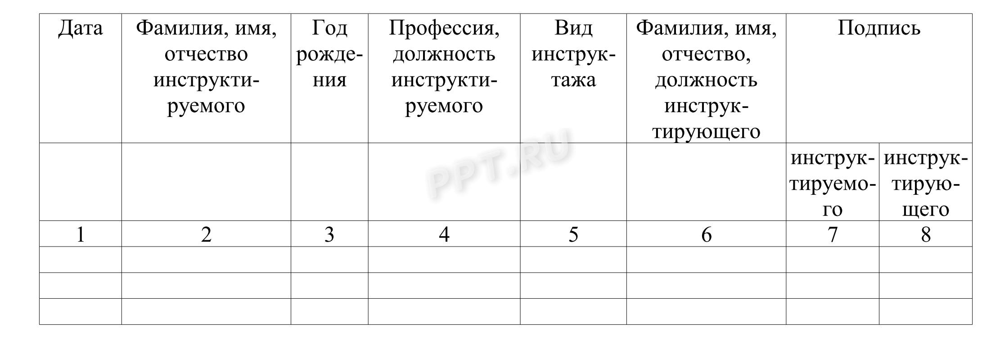 Дата
Фамилия, имя,
отчество
инструкти-
руемого
Год
рожде-
ния
Профессия,
должность
инструкти-
руемого
Вид
инструк-
тажа
Фамилия, имя,
отчество,
должность
инструк-
тирующего
Подпись
инструк-
тируемо-
го
инструк-
тирую-
щего
1 2 3 4 5 6 7 8
PPT.RU